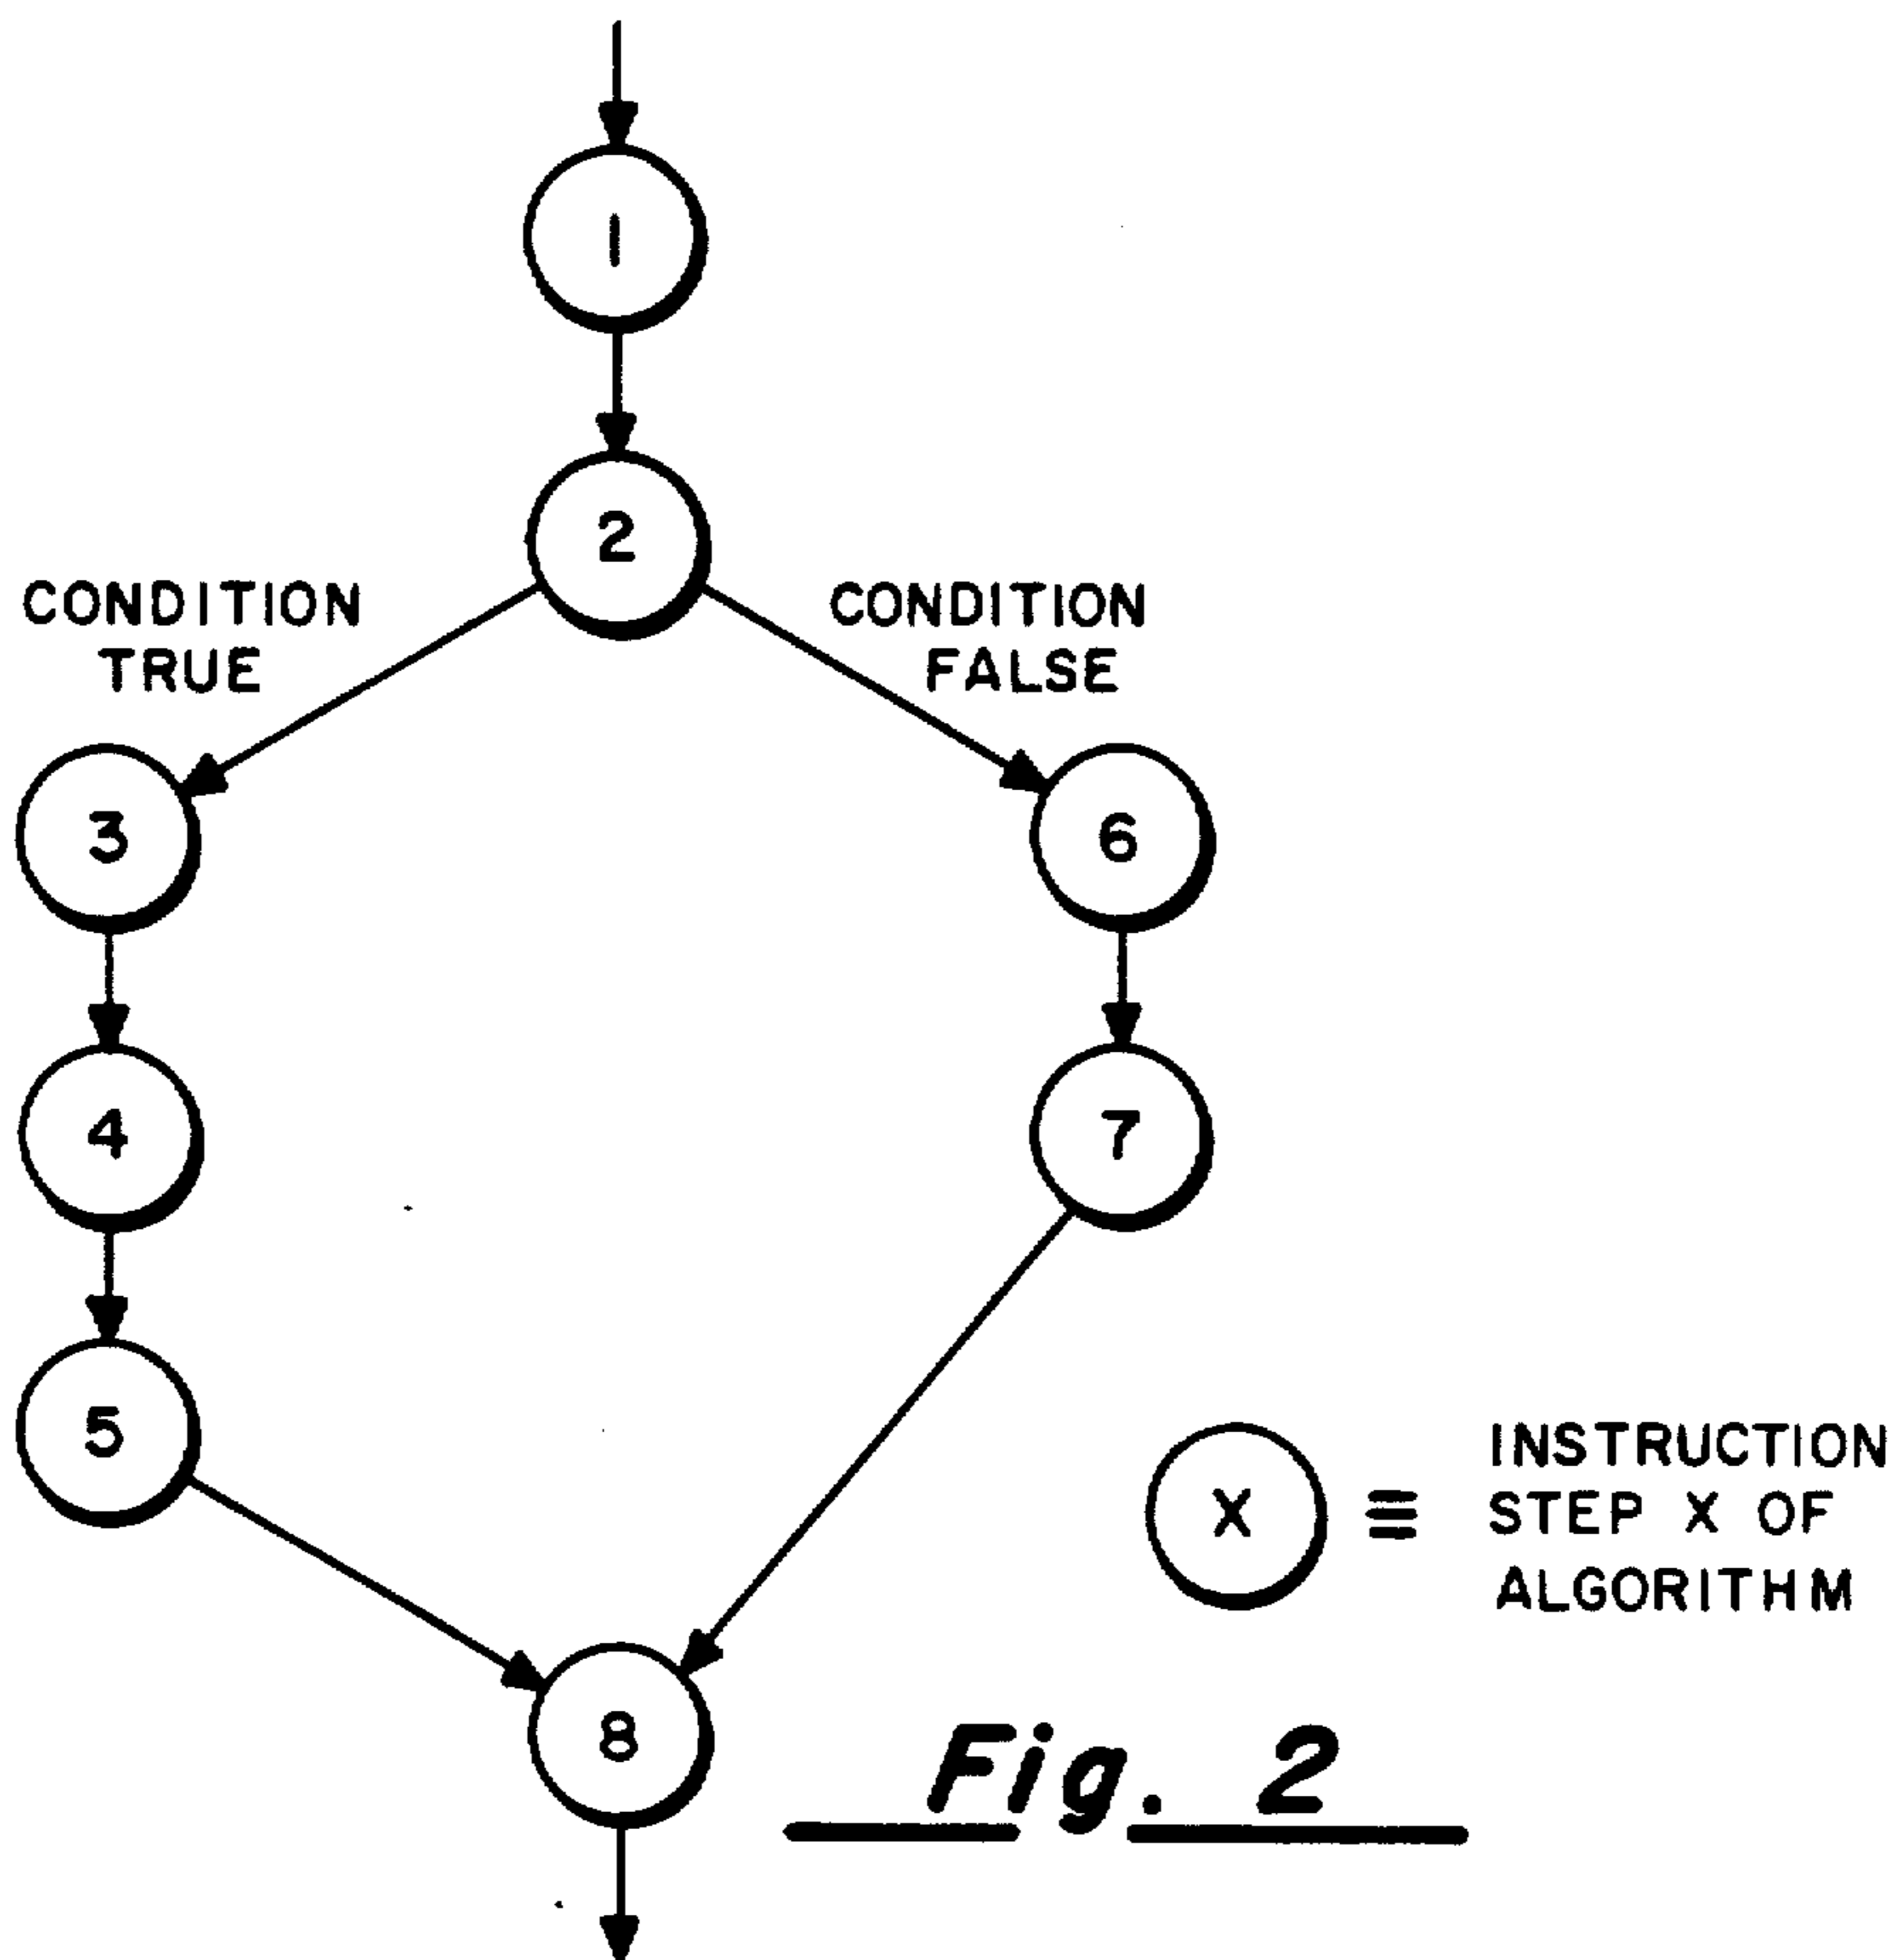 1
2
CONDITION
TRUE
CONDITION
FALSE
3
6
4
7
5
X ≡ INSTRUCTION
STEP X OF
ALGORITHM
8
Fig. 2